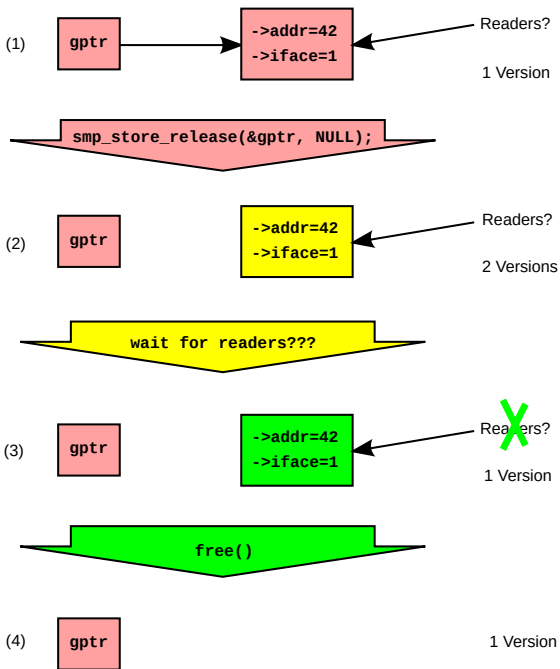 (1) gptr ->addr=42 Readers?
->iface=1
1 Version
smp_store_release(&gptr, NULL);
(2) gptr ->addr=42 Readers?
->iface=1
2 Versions
wait for readers???
(3) gptr ->addr=42 Readers?
->iface=1
1 Version
free()
(4) gptr 1 Version